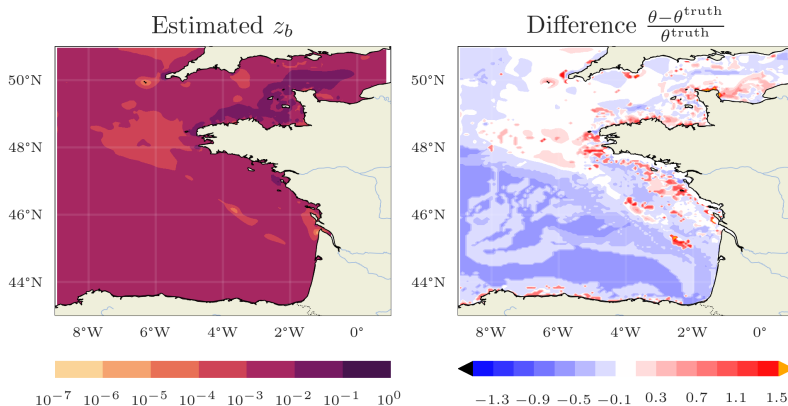 Estimated z_b
Difference \frac{θ−θ^{truth}}{θ^{truth}}
50°N
48°N
46°N
44°N
8°W 6°W 4°W 2°W 0°
50°N
48°N
46°N
44°N
8°W 6°W 4°W 2°W 0°
10^{−7} 10^{−6} 10^{−5} 10^{−4} 10^{−3} 10^{−2} 10^{−1} 10^{0}
−1.3 −0.9 −0.5 −0.1 0.3 0.7 1.1 1.5